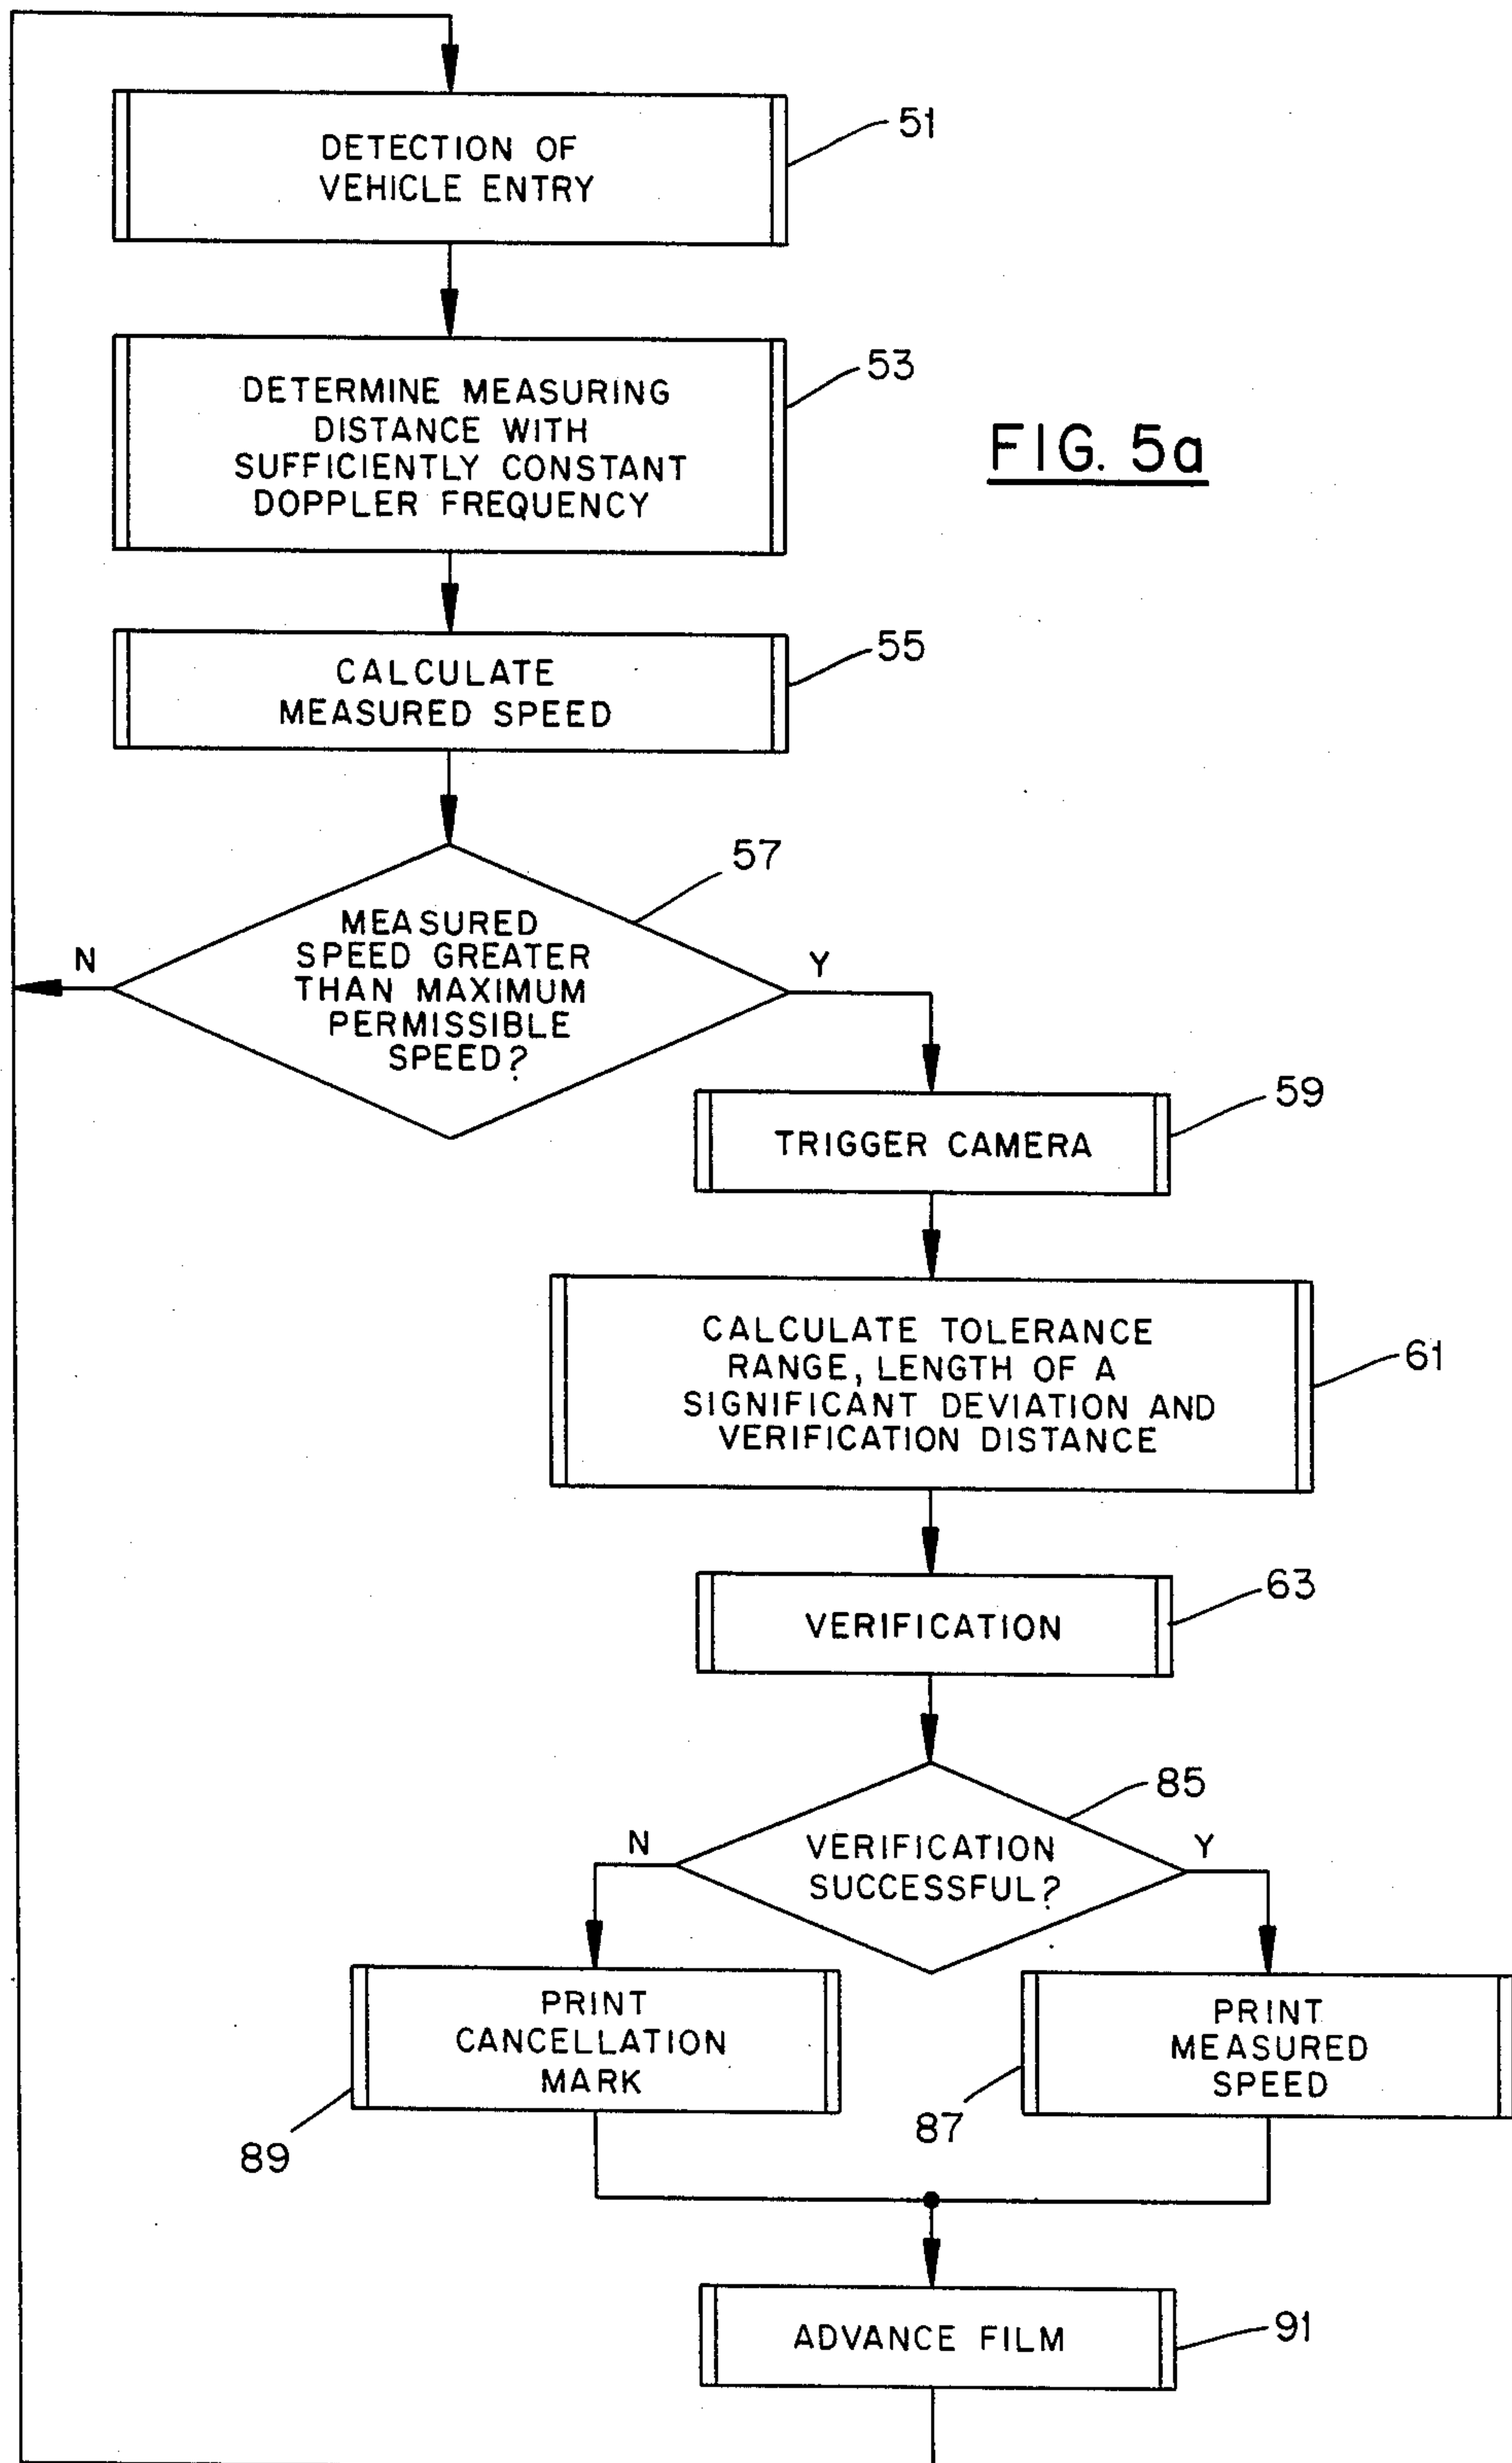 51
DETECTION OF
VEHICLE ENTRY
53
DETERMINE MEASURING
DISTANCE WITH
SUFFICIENTLY CONSTANT
DOPPLER FREQUENCY
FIG. 5a
55
CALCULATE
MEASURED SPEED
57
MEASURED
SPEED GREATER
THAN MAXIMUM
PERMISSIBLE
SPEED?
N
Y
59
TRIGGER CAMERA
CALCULATE TOLERANCE
RANGE, LENGTH OF A
SIGNIFICANT DEVIATION AND
VERIFICATION DISTANCE
61
63
VERIFICATION
85
N
VERIFICATION
SUCCESSFUL?
Y
PRINT
CANCELLATION
MARK
89
PRINT
MEASURED
SPEED
87
ADVANCE FILM
91